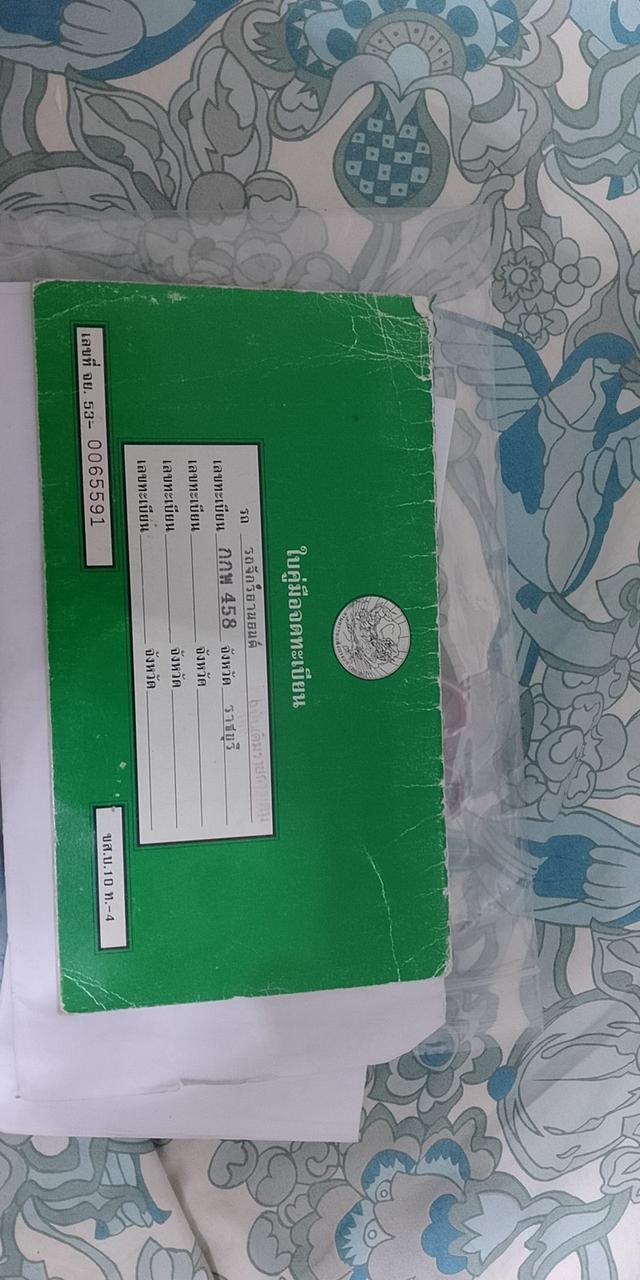 ใบคู่มือจดทะเบียน
รถ รถจักรยานยนต์
เลขทะเบียน กกพ 458 จังหวัด ราชบุรี
เลขทะเบียน จังหวัด
เลขทะเบียน จังหวัด
เลขทะเบียน จังหวัด
เลขที่ จย. 53- 0065591
ขส.บ.10 ท.-4